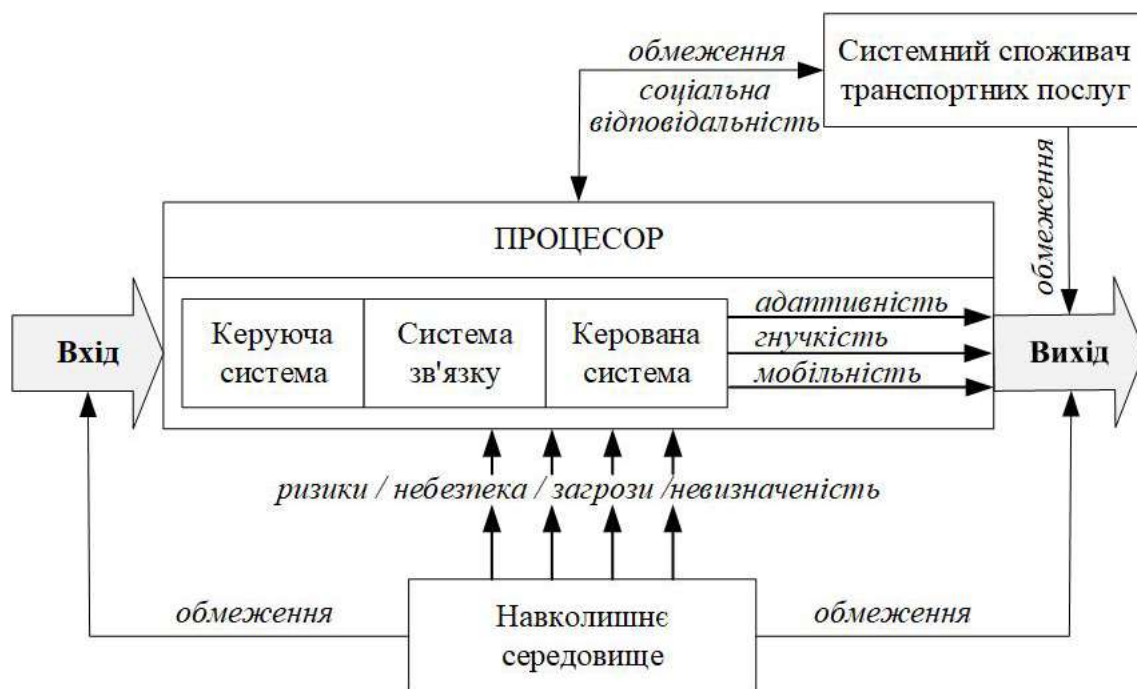 обмеження
соціальна
відповідальність
Системний споживач
транспортних послуг
обмеження
ПРОЦЕСОР
Вхід
Керуюча
система
Система
зв'язку
Керована
система
адаптивність
гнучкість
мобільність
Вихід
ризики / небезпека / загрози /невизначеність
обмеження
Навколишнє
середовище
обмеження